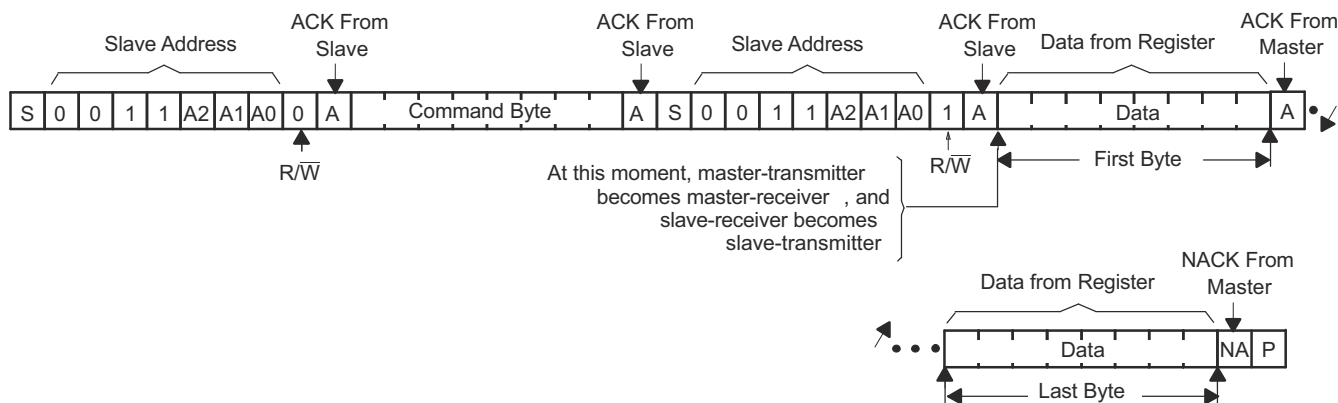 ACK From
Slave
ACK From
Slave
ACK From
Slave
ACK From
Master
Slave Address
Slave Address
Data from Register
S 0 0 1 1 A2 A1 A0 0 A Command Byte A S 0 0 1 1 A2 A1 A0 1 A Data A
R/W̅
R/W̅
First Byte
At this moment, master-transmitter
becomes master-receiver , and
slave-receiver becomes
slave-transmitter
NACK From
Master
Data from Register
Data NA P
Last Byte